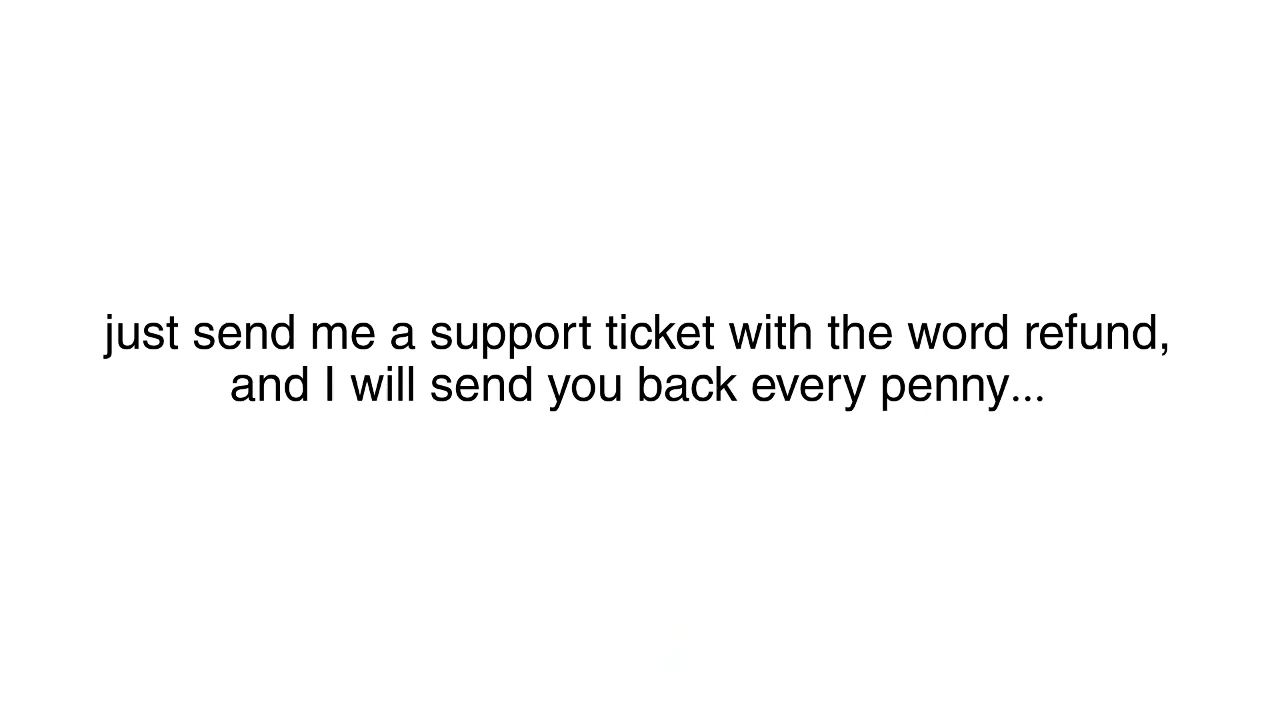 just send me a support ticket with the word refund,
and I will send you back every penny...